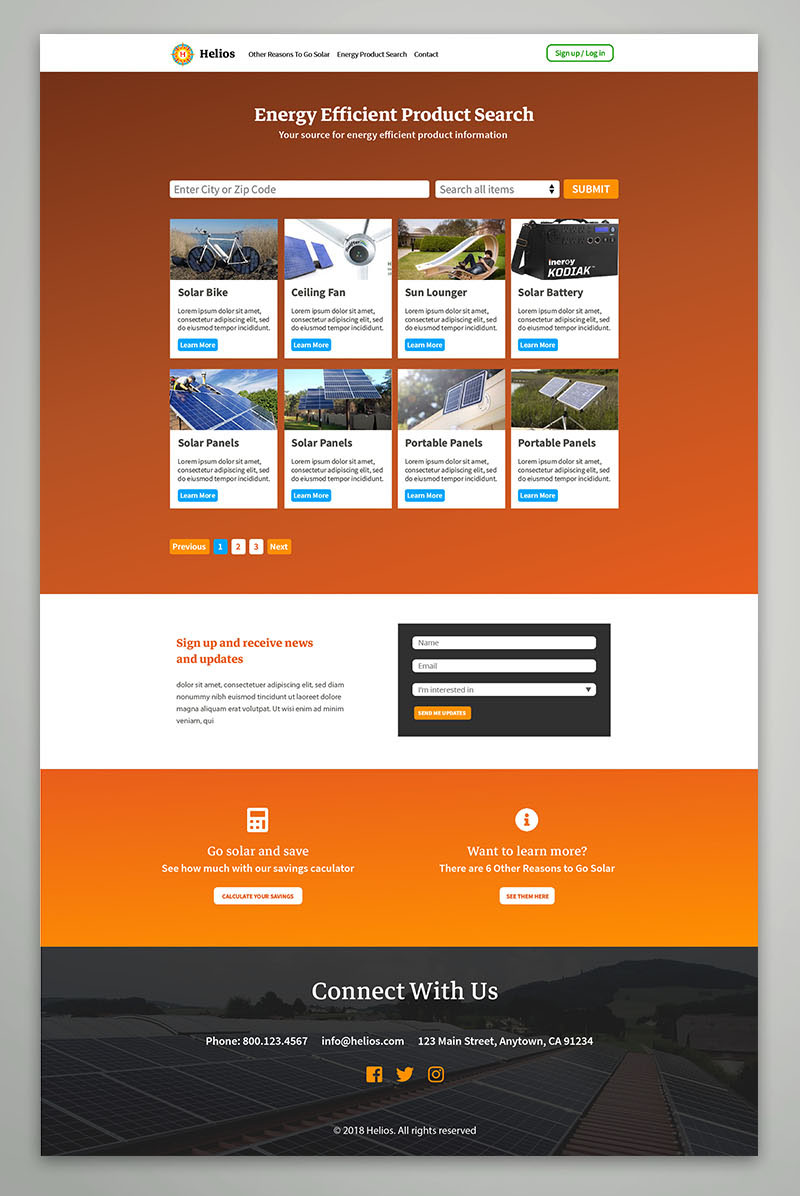 Helios
Other Reasons To Go Solar Energy Product Search Contact
Sign up / Log in
Energy Efficient Product Search
Your source for energy efficient product information
Enter City or Zip Code
Search all items
SUBMIT
KODIAK
Solar Bike
Lorem ipsum dolor sit amet,
consectetur adipiscing elit, sed
do eiusmod tempor incididunt.
Learn More
Ceiling Fan
Lorem ipsum dolor sit amet,
consectetur adipiscing elit, sed
do eiusmod tempor incididunt.
Learn More
Sun Lounger
Lorem ipsum dolor sit amet,
consectetur adipiscing elit, sed
do eiusmod tempor incididunt.
Learn More
Solar Battery
Lorem ipsum dolor sit amet,
consectetur adipiscing elit, sed
do eiusmod tempor incididunt.
Learn More
Solar Panels
Lorem ipsum dolor sit amet,
consectetur adipiscing elit, sed
do eiusmod tempor incididunt.
Learn More
Solar Panels
Lorem ipsum dolor sit amet,
consectetur adipiscing elit, sed
do eiusmod tempor incididunt.
Learn More
Portable Panels
Lorem ipsum dolor sit amet,
consectetur adipiscing elit, sed
do eiusmod tempor incididunt.
Learn More
Portable Panels
Lorem ipsum dolor sit amet,
consectetur adipiscing elit, sed
do eiusmod tempor incididunt.
Learn More
Previous 1 2 3 Next
Sign up and receive news
and updates
dolor sit amet, consectetuer adipiscing elit, sed diam
nonummy nibh euismod tincidunt ut laoreet dolore
magna aliquam erat volutpat. Ut wisi enim ad minim
veniam, qui
Name
Email
I'm interested in
SEND ME UPDATES
Go solar and save
See how much with our savings caculator
CALCULATE YOUR SAVINGS
Want to learn more?
There are 6 Other Reasons to Go Solar
SEE THEM HERE
Connect With Us
Phone: 800.123.4567 info@helios.com 123 Main Street, Anytown, CA 91234
© 2018 Helios. All rights reserved